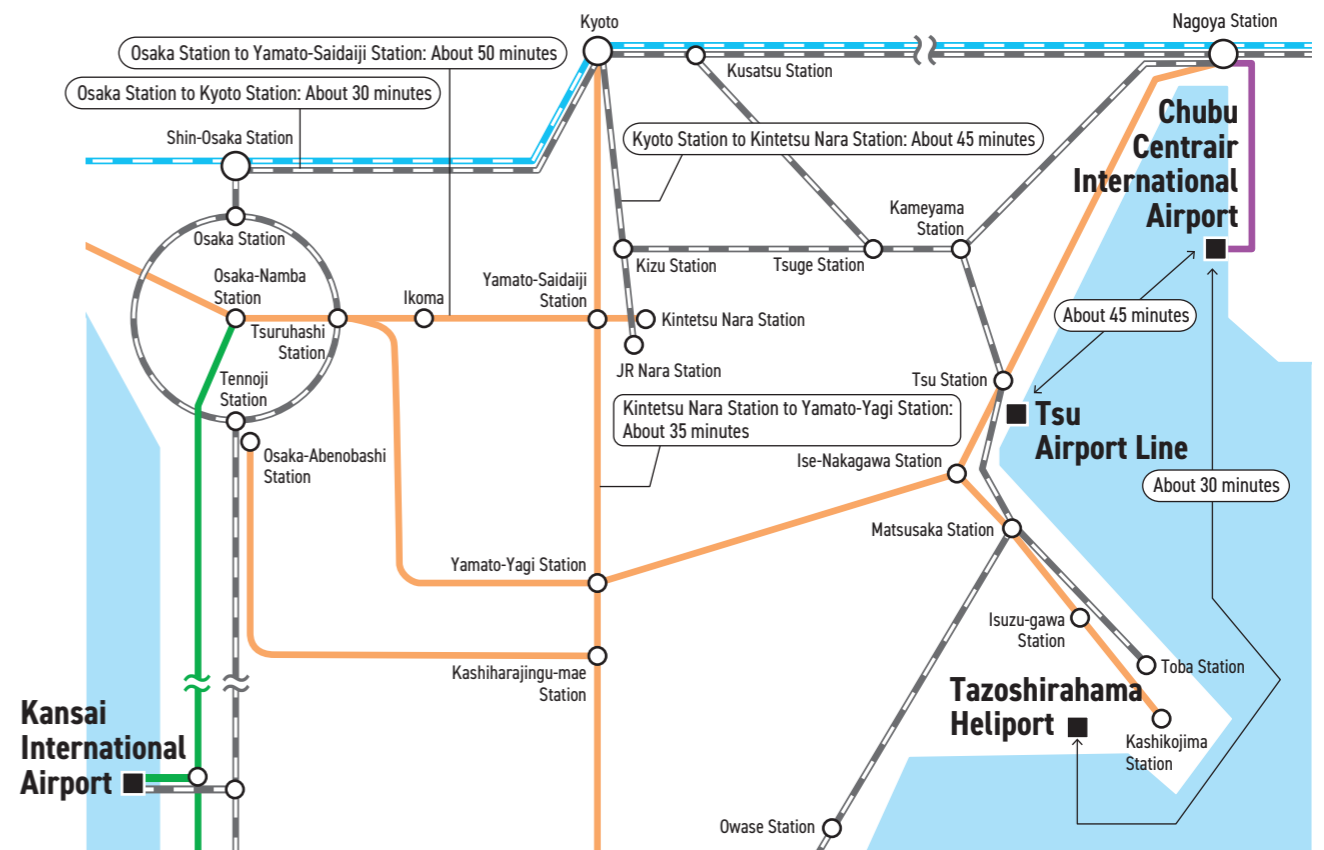 Kyoto
Nagoya Station
Osaka Station to Yamato-Saidaiji Station: About 50 minutes
Kusatsu Station
Osaka Station to Kyoto Station: About 30 minutes
Chubu
Centrair
International
Airport
Shin-Osaka Station
Kyoto Station to Kintetsu Nara Station: About 45 minutes
Kameyama
Station
Osaka Station
Kizu Station
Tsuge Station
Osaka-Namba
Station
Yamato-Saidaiji
Station
Ikoma
Tsuruhashi
Station
Kintetsu Nara Station
About 45 minutes
JR Nara Station
Tennoji
Station
Tsu Station
Kintetsu Nara Station to Yamato-Yagi Station:
About 35 minutes
Tsu
Airport Line
Osaka-Abenobashi
Station
Ise-Nakagawa Station
About 30 minutes
Matsusaka Station
Yamato-Yagi Station
Isuzu-gawa
Station
Toba Station
Kashiharajingu-mae
Station
Tazoshirahama
Heliport
Kashikojima
Station
Kansai
International
Airport
Owase Station